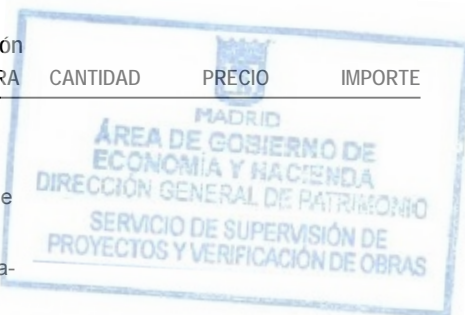 ón
RA CANTIDAD PRECIO IMPORTE
MADRID
ÁREA DE GOBIERNO DE
ECONOMÍA Y HACIENDA
DIRECCIÓN GENERAL DE PATRIMONIO
e
SERVICIO DE SUPERVISIÓN DE
PROYECTOS Y VERIFICACIÓN DE OBRAS
a-